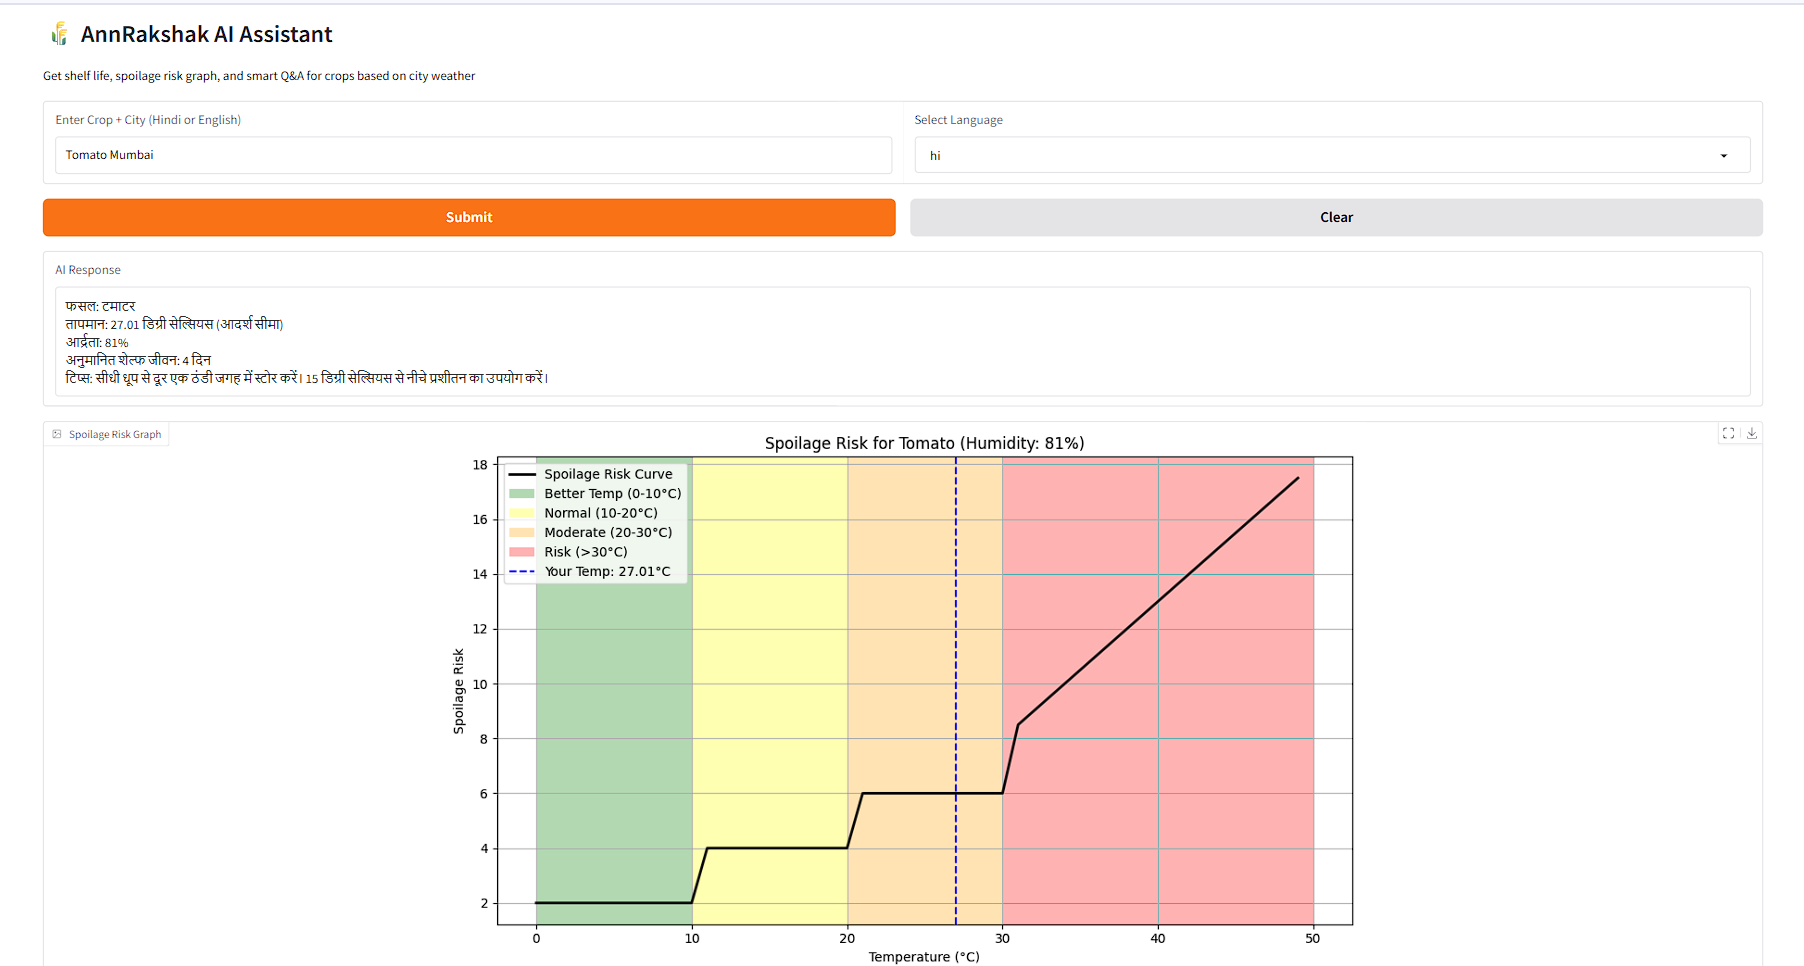 AnnRakshak AI Assistant
Get shelf life, spoilage risk graph, and smart Q&A for crops based on city weather
Enter Crop + City (Hindi or English)
Select Language
Tomato Mumbai
hi
Submit
Clear
AI Response
फसल: टमाटर
तापमान: 27.01 डिग्री सेल्सियस (आदर्श सीमा)
आर्द्रता: 81%
अनुमानित शेल्फ जीवन: 4 दिन
टिप्स: सीधी धूप से दूर एक ठंडी जगह में स्टोर करें। 15 डिग्री सेल्सियस से नीचे प्रशीतन का उपयोग करें।
Spoilage Risk Graph
Spoilage Risk for Tomato (Humidity: 81%)
Spoilage Risk Curve
Better Temp (0-10°C)
Normal (10-20°C)
Moderate (20-30°C)
Risk (>30°C)
Your Temp: 27.01°C
18
16
14
12
10
8
6
4
2
Spoilage Risk
0 10 20 30 40 50
Temperature (°C)